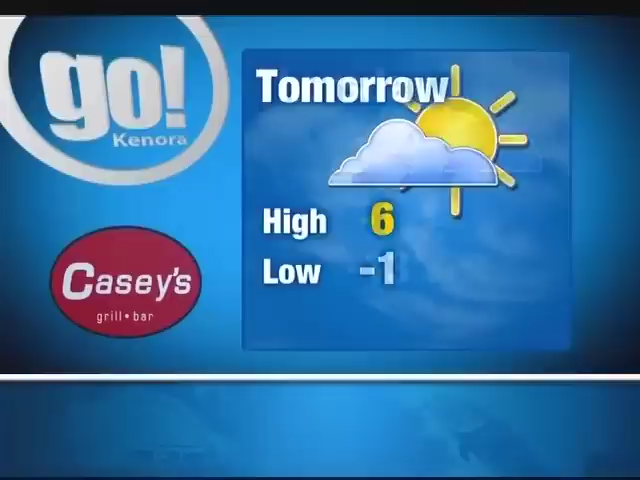 go!
Kenora
Tomorrow
High 6
Low -1
Casey's
grill • bar